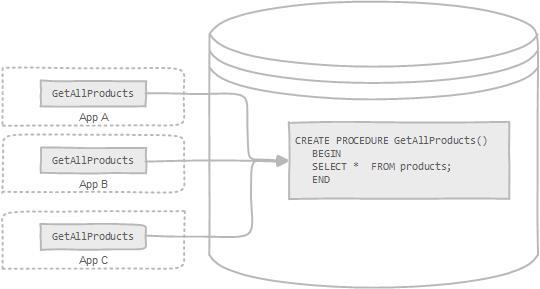 GetAllProducts
App A
GetAllProducts
App B
GetAllProducts
App C
CREATE PROCEDURE GetAllProducts()
BEGIN
SELECT * FROM products;
END